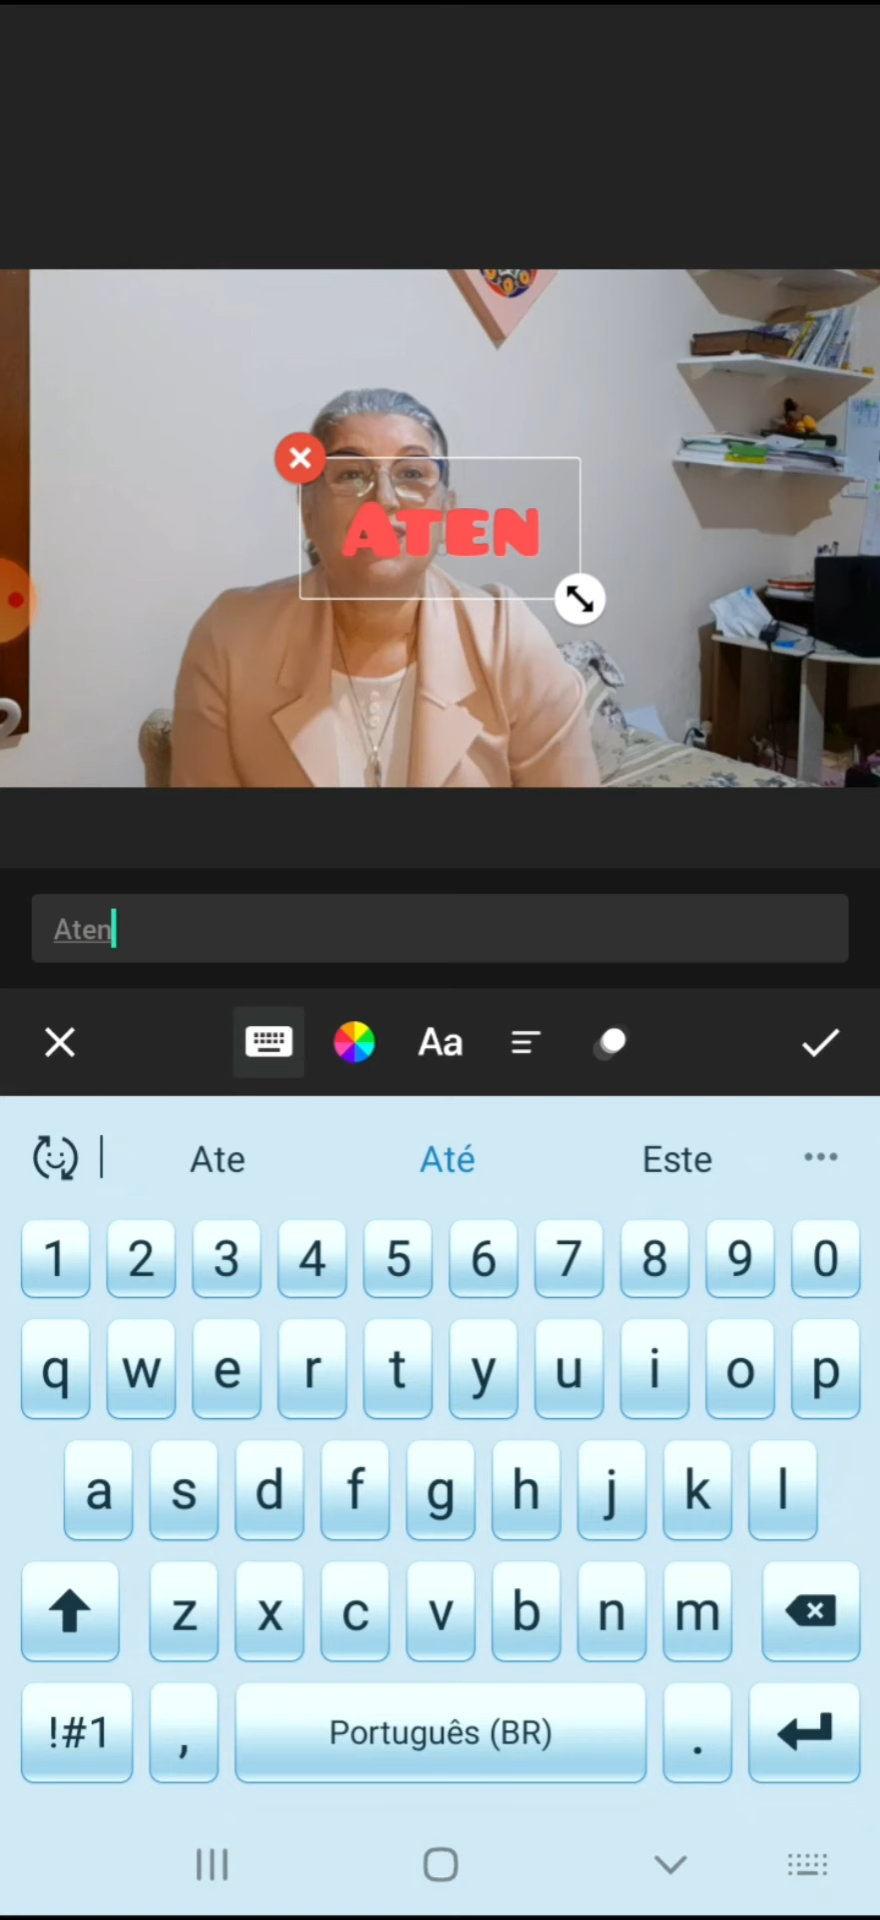 ATEN
Aten
Aa
Ate Até Este
1 2 3 4 5 6 7 8 9 0
q w e r t y u i o p
a s d f g h j k l
z x c v b n m
!#1 , Português (BR) .